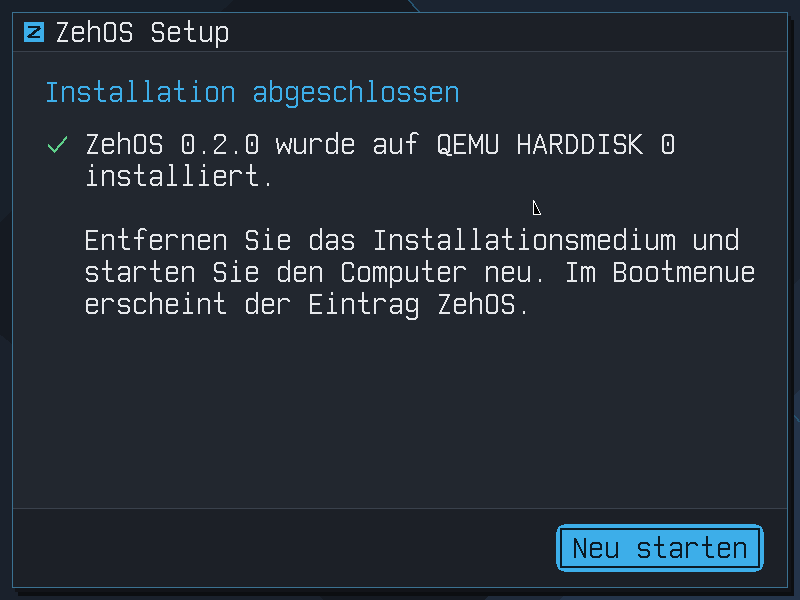 Z ZehOS Setup
Installation abgeschlossen
ZehOS 0.2.0 wurde auf QEMU HARDDISK 0
installiert.
Entfernen Sie das Installationsmedium und
starten Sie den Computer neu. Im Bootmenue
erscheint der Eintrag ZehOS.
Neu starten